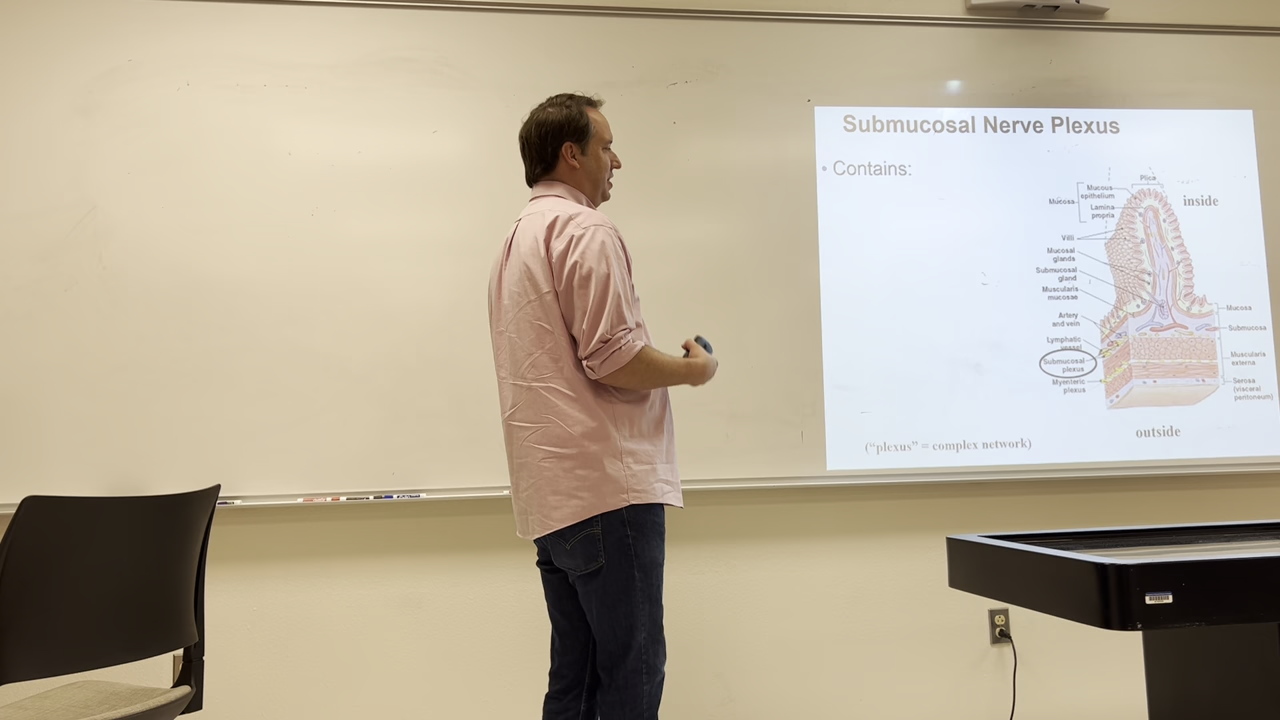 Submucosal Nerve Plexus
• Contains:
Plica
Mucous
epithelium
inside
Mucosa
Lamina
propria
Villi
Mucosal
glands
Submucosal
gland
Muscularis
mucosae
Mucosa
Artery
and vein
Submucosa
Lymphatic
vessel
Muscularis
externa
Submucosal
plexus
Myenteric
plexus
Serosa
(visceral
peritoneum)
outside
("plexus" = complex network)